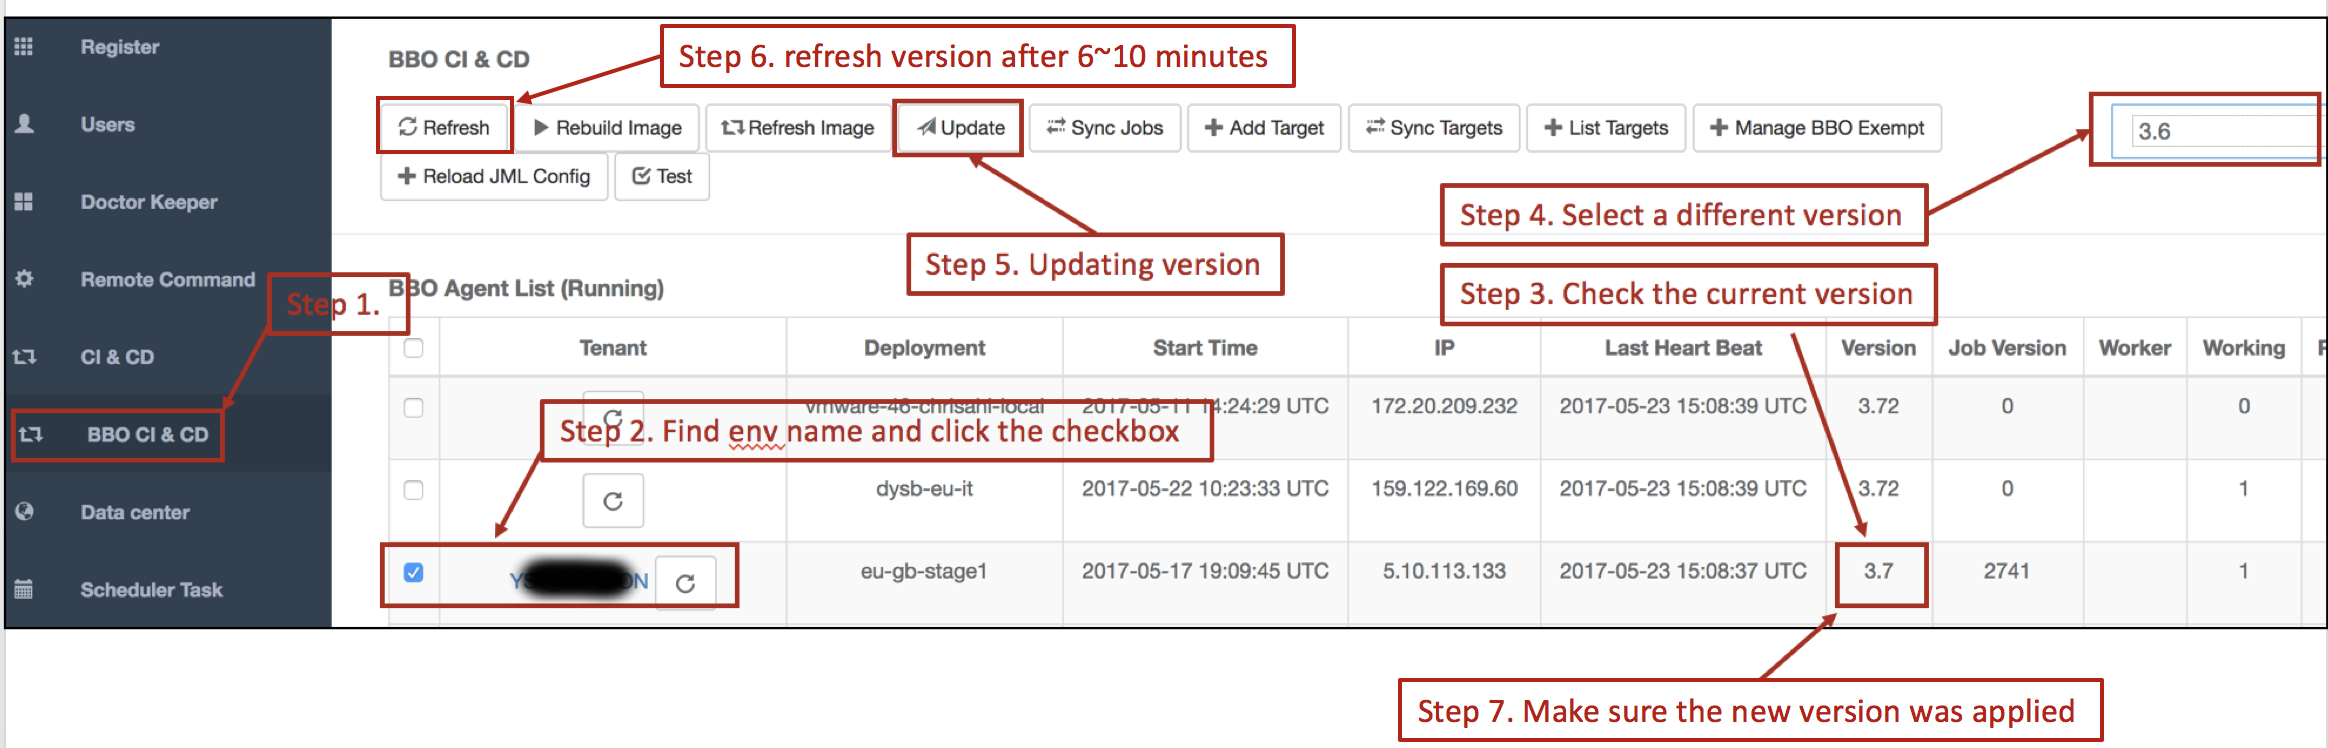 Register
Users
Doctor Keeper
Remote Command
CI & CD
BBO CI & CD
Data center
Scheduler Task
Step 1.
BBO CI & CD
Step 6. refresh version after 6~10 minutes
Refresh Rebuild Image Refresh Image Update Sync Jobs Add Target Sync Targets List Targets Manage BBO Exempt 3.6
Reload JML Config Test
Step 4. Select a different version
Step 5. Updating version
Step 3. Check the current version
BBO Agent List (Running)
Tenant Deployment Start Time IP Last Heart Beat Version Job Version Worker Working
2017-05-11 14:24:29 UTC 172.20.209.232 2017-05-23 15:08:39 UTC 3.72 0 0
Step 2. Find env name and click the checkbox
dysb-eu-it 2017-05-22 10:23:33 UTC 159.122.169.60 2017-05-23 15:08:39 UTC 3.72 0 1
eu-gb-stage1 2017-05-17 19:09:45 UTC 5.10.113.133 2017-05-23 15:08:37 UTC 3.7 2741 1
Step 7. Make sure the new version was applied